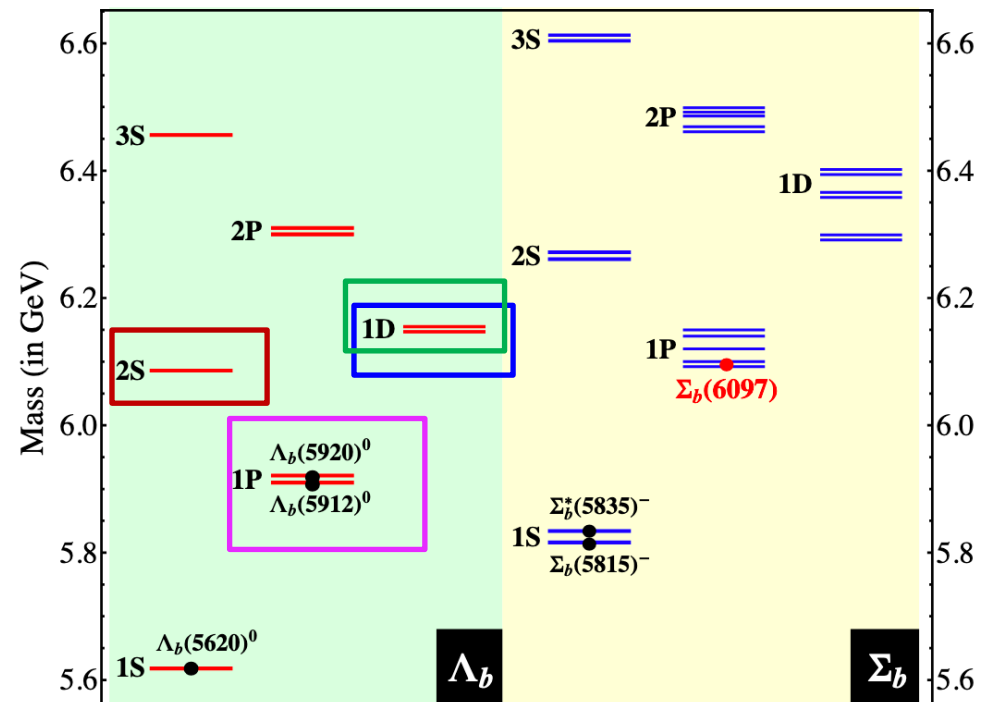 Mass (in GeV)
6.6
6.4
6.2
6.0
5.8
5.6
3S
2P
1D
2S
Λb(5920)⁰
1P
Λb(5912)⁰
Λb(5620)⁰
1S
Λb
3S
2P
1D
2S
1P
Σb(6097)
Σb*(5835)⁻
1S
Σb(5815)⁻
Σb
6.6
6.4
6.2
6.0
5.8
5.6